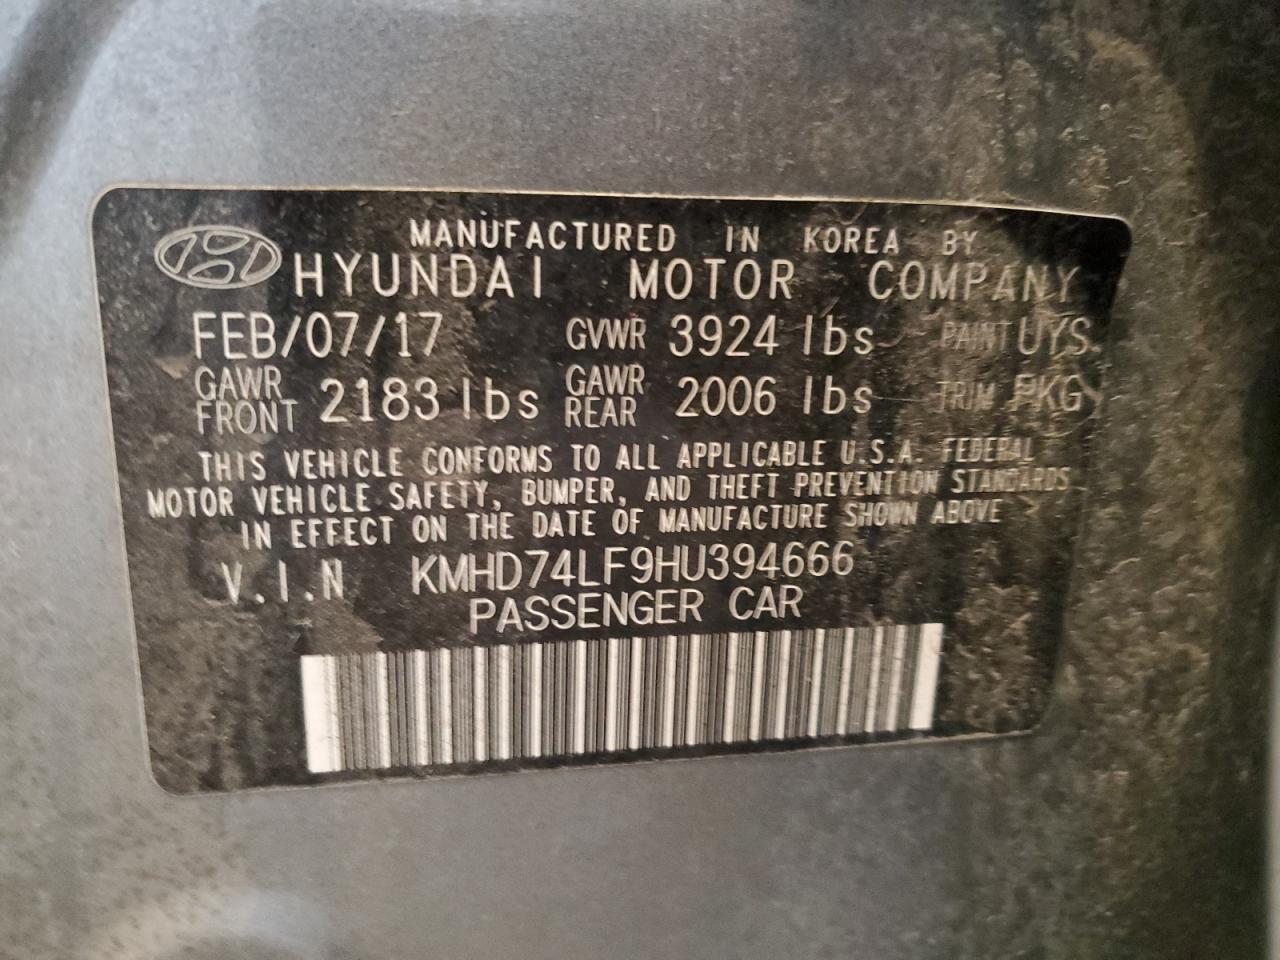 MANUFACTURED IN KOREA BY
HYUNDAI MOTOR COMPANY
FEB/07/17 GVWR 3924 lbs PAINT UYS
GAWR FRONT 2183 lbs GAWR REAR 2006 lbs TRIM PKG
THIS VEHICLE CONFORMS TO ALL APPLICABLE U.S.A. FEDERAL
MOTOR VEHICLE SAFETY, BUMPER, AND THEFT PREVENTION STANDARDS
IN EFFECT ON THE DATE OF MANUFACTURE SHOWN ABOVE
V.I.N KMHD74LF9HU394666
PASSENGER CAR